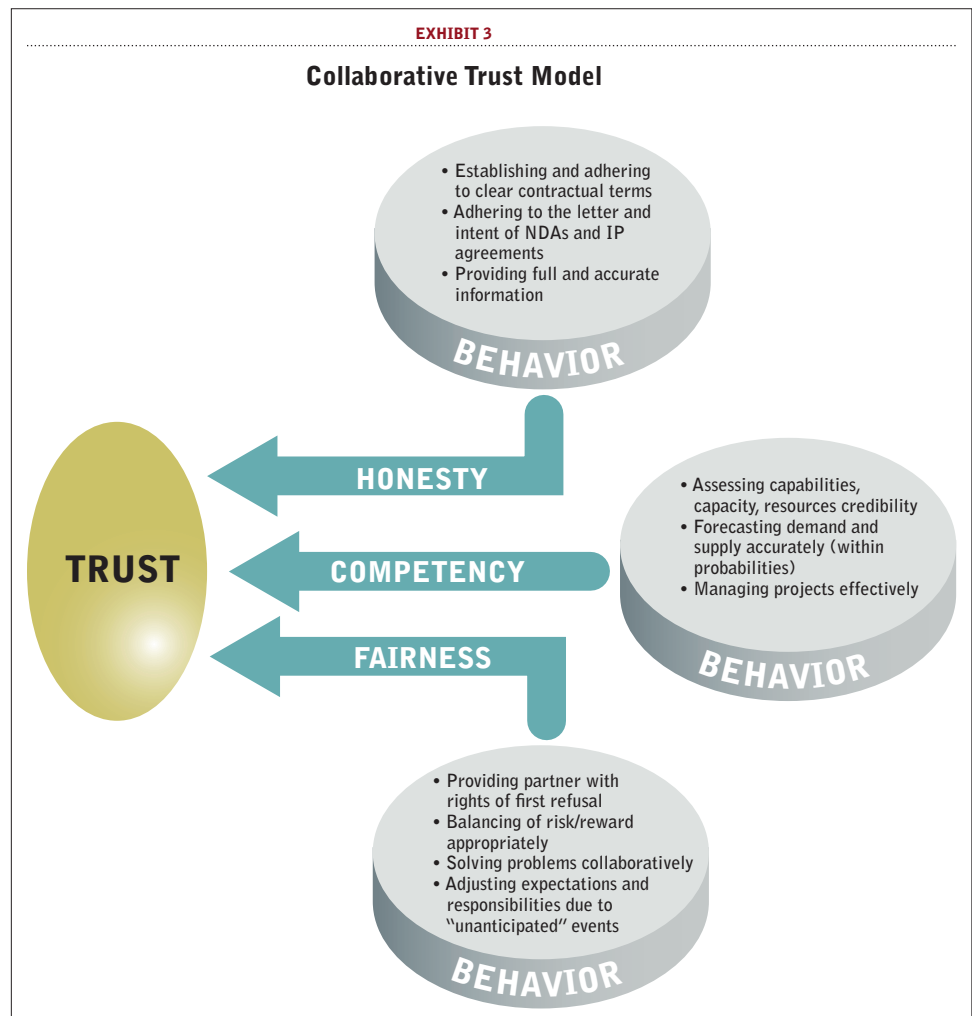 EXHIBIT 3
Collaborative Trust Model
• Establishing and adhering
to clear contractual terms
• Adhering to the letter and
intent of NDAs and IP
agreements
• Providing full and accurate
information
BEHAVIOR
HONESTY
TRUST
COMPETENCY
• Assessing capabilities,
capacity, resources credibility
• Forecasting demand and
supply accurately (within
probabilities)
• Managing projects effectively
BEHAVIOR
FAIRNESS
• Providing partner with
rights of first refusal
• Balancing of risk/reward
appropriately
• Solving problems collaboratively
• Adjusting expectations and
responsibilities due to
“unanticipated” events
BEHAVIOR